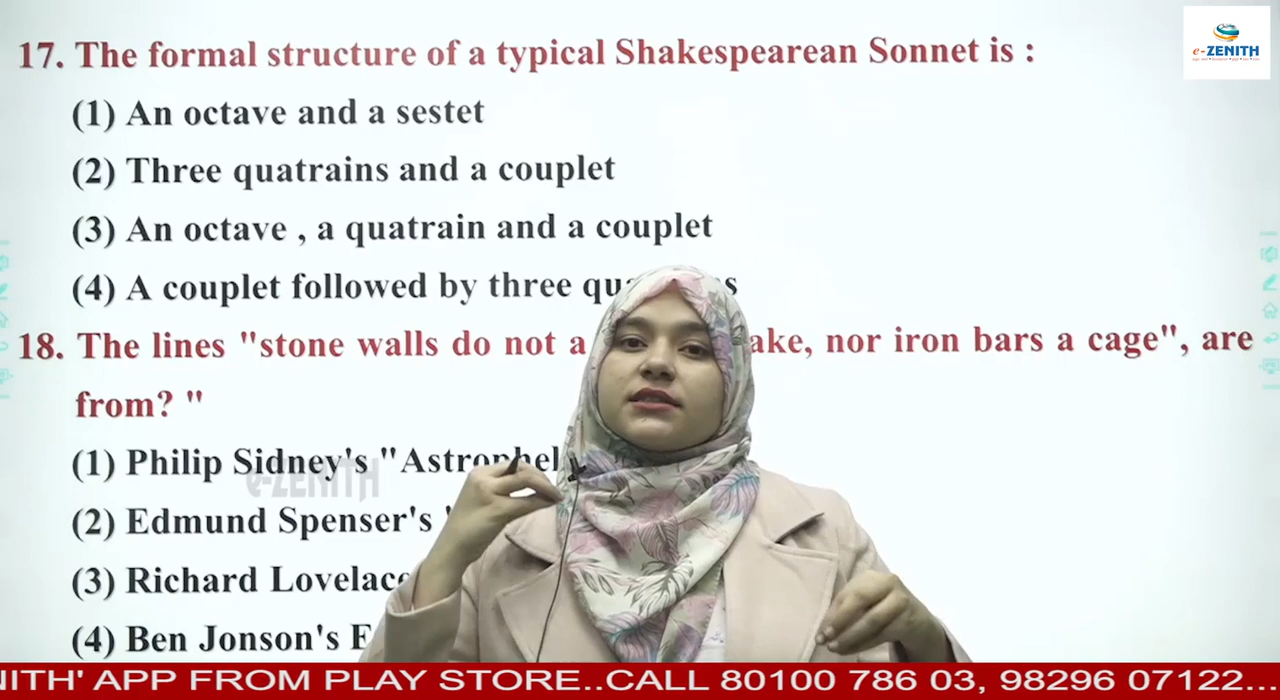 17. The formal structure of a typical Shakespearean Sonnet is :
(1) An octave and a sestet
(2) Three quatrains and a couplet
(3) An octave , a quatrain and a couplet
(4) A couplet followed by three
18. The lines "stone walls do not a nor iron bars a cage", are
from? "
(1) Philip Sidney's "Astrophel
(2) Edmund Spenser's
(3) Richard Lovelace
(4) Ben Jonson's
e-ZENITH
e-ZENITH
APP FROM PLAY STORE..CALL 80100 786 03, 98296 07122...